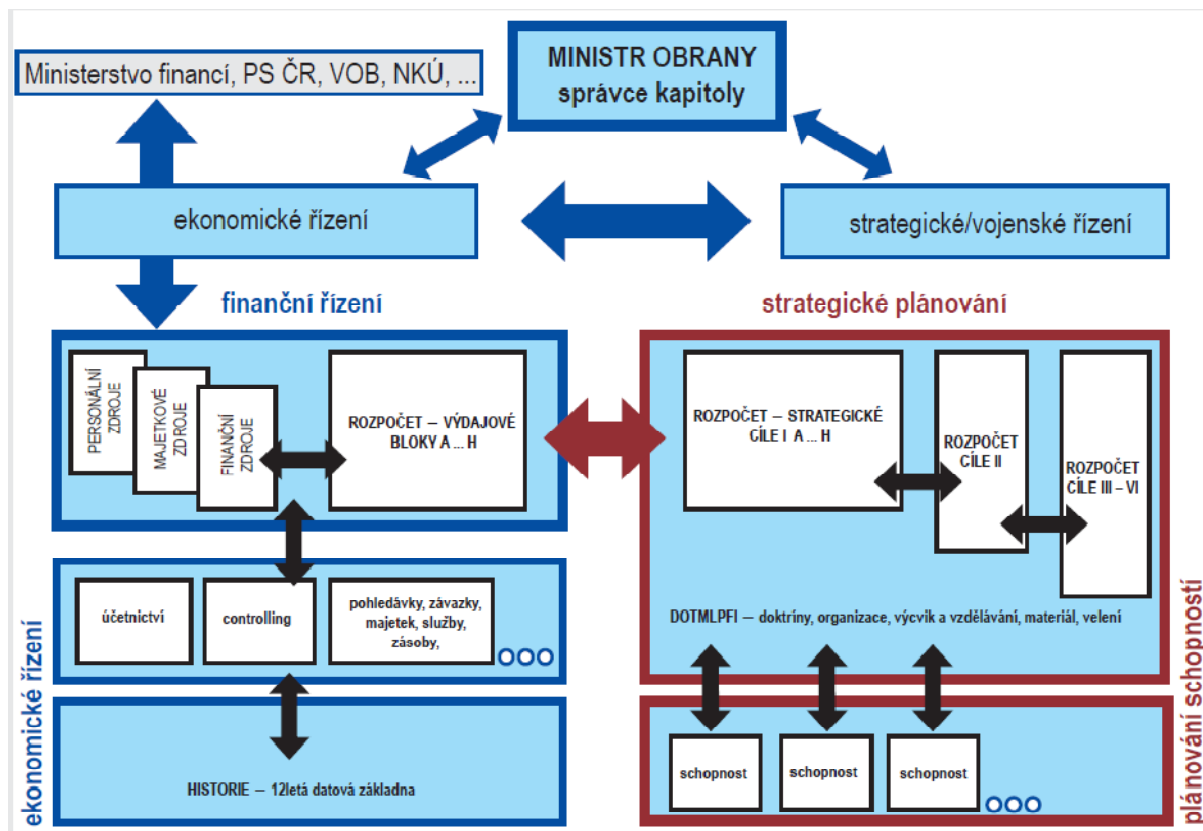 MINISTR OBRANY
správce kapitoly
Ministerstvo financí, PS ČR, VOB, NKÚ, ...
ekonomické řízení
strategické/vojenské řízení
finanční řízení
strategické plánování
PERSONÁLNÍ
ZDROJE
MAJETKOVÉ
ZDROJE
FINANČNÍ
ZDROJE
ROZPOČET – VÝDAJOVÉ
BLOKY A ... H
ROZPOČET – STRATEGICKÉ
CÍLE I A ... H
ROZPOČET
CÍLE II
ROZPOČET
CÍLE III – VI
účetnictví
controlling
pohledávky, závazky,
majetek, služby,
zásoby,
DOTMLPFI – doktríny, organizace, výcvik a vzdělávání, materiál, velení
HISTORIE – 12letá datová základna
schopnost
schopnost
schopnost
ekonomické řízení
plánování schopností